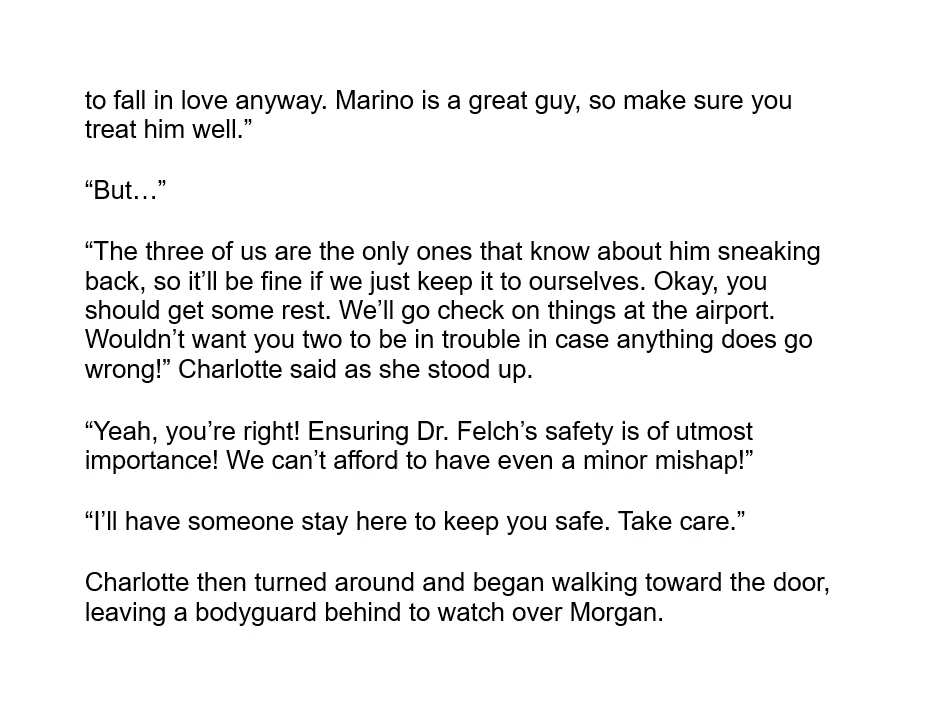 to fall in love anyway. Marino is a great guy, so make sure you
treat him well.”
“But…”
“The three of us are the only ones that know about him sneaking
back, so it’ll be fine if we just keep it to ourselves. Okay, you
should get some rest. We’ll go check on things at the airport.
Wouldn’t want you two to be in trouble in case anything does go
wrong!” Charlotte said as she stood up.
“Yeah, you’re right! Ensuring Dr. Felch’s safety is of utmost
importance! We can’t afford to have even a minor mishap!”
“I’ll have someone stay here to keep you safe. Take care.”
Charlotte then turned around and began walking toward the door,
leaving a bodyguard behind to watch over Morgan.